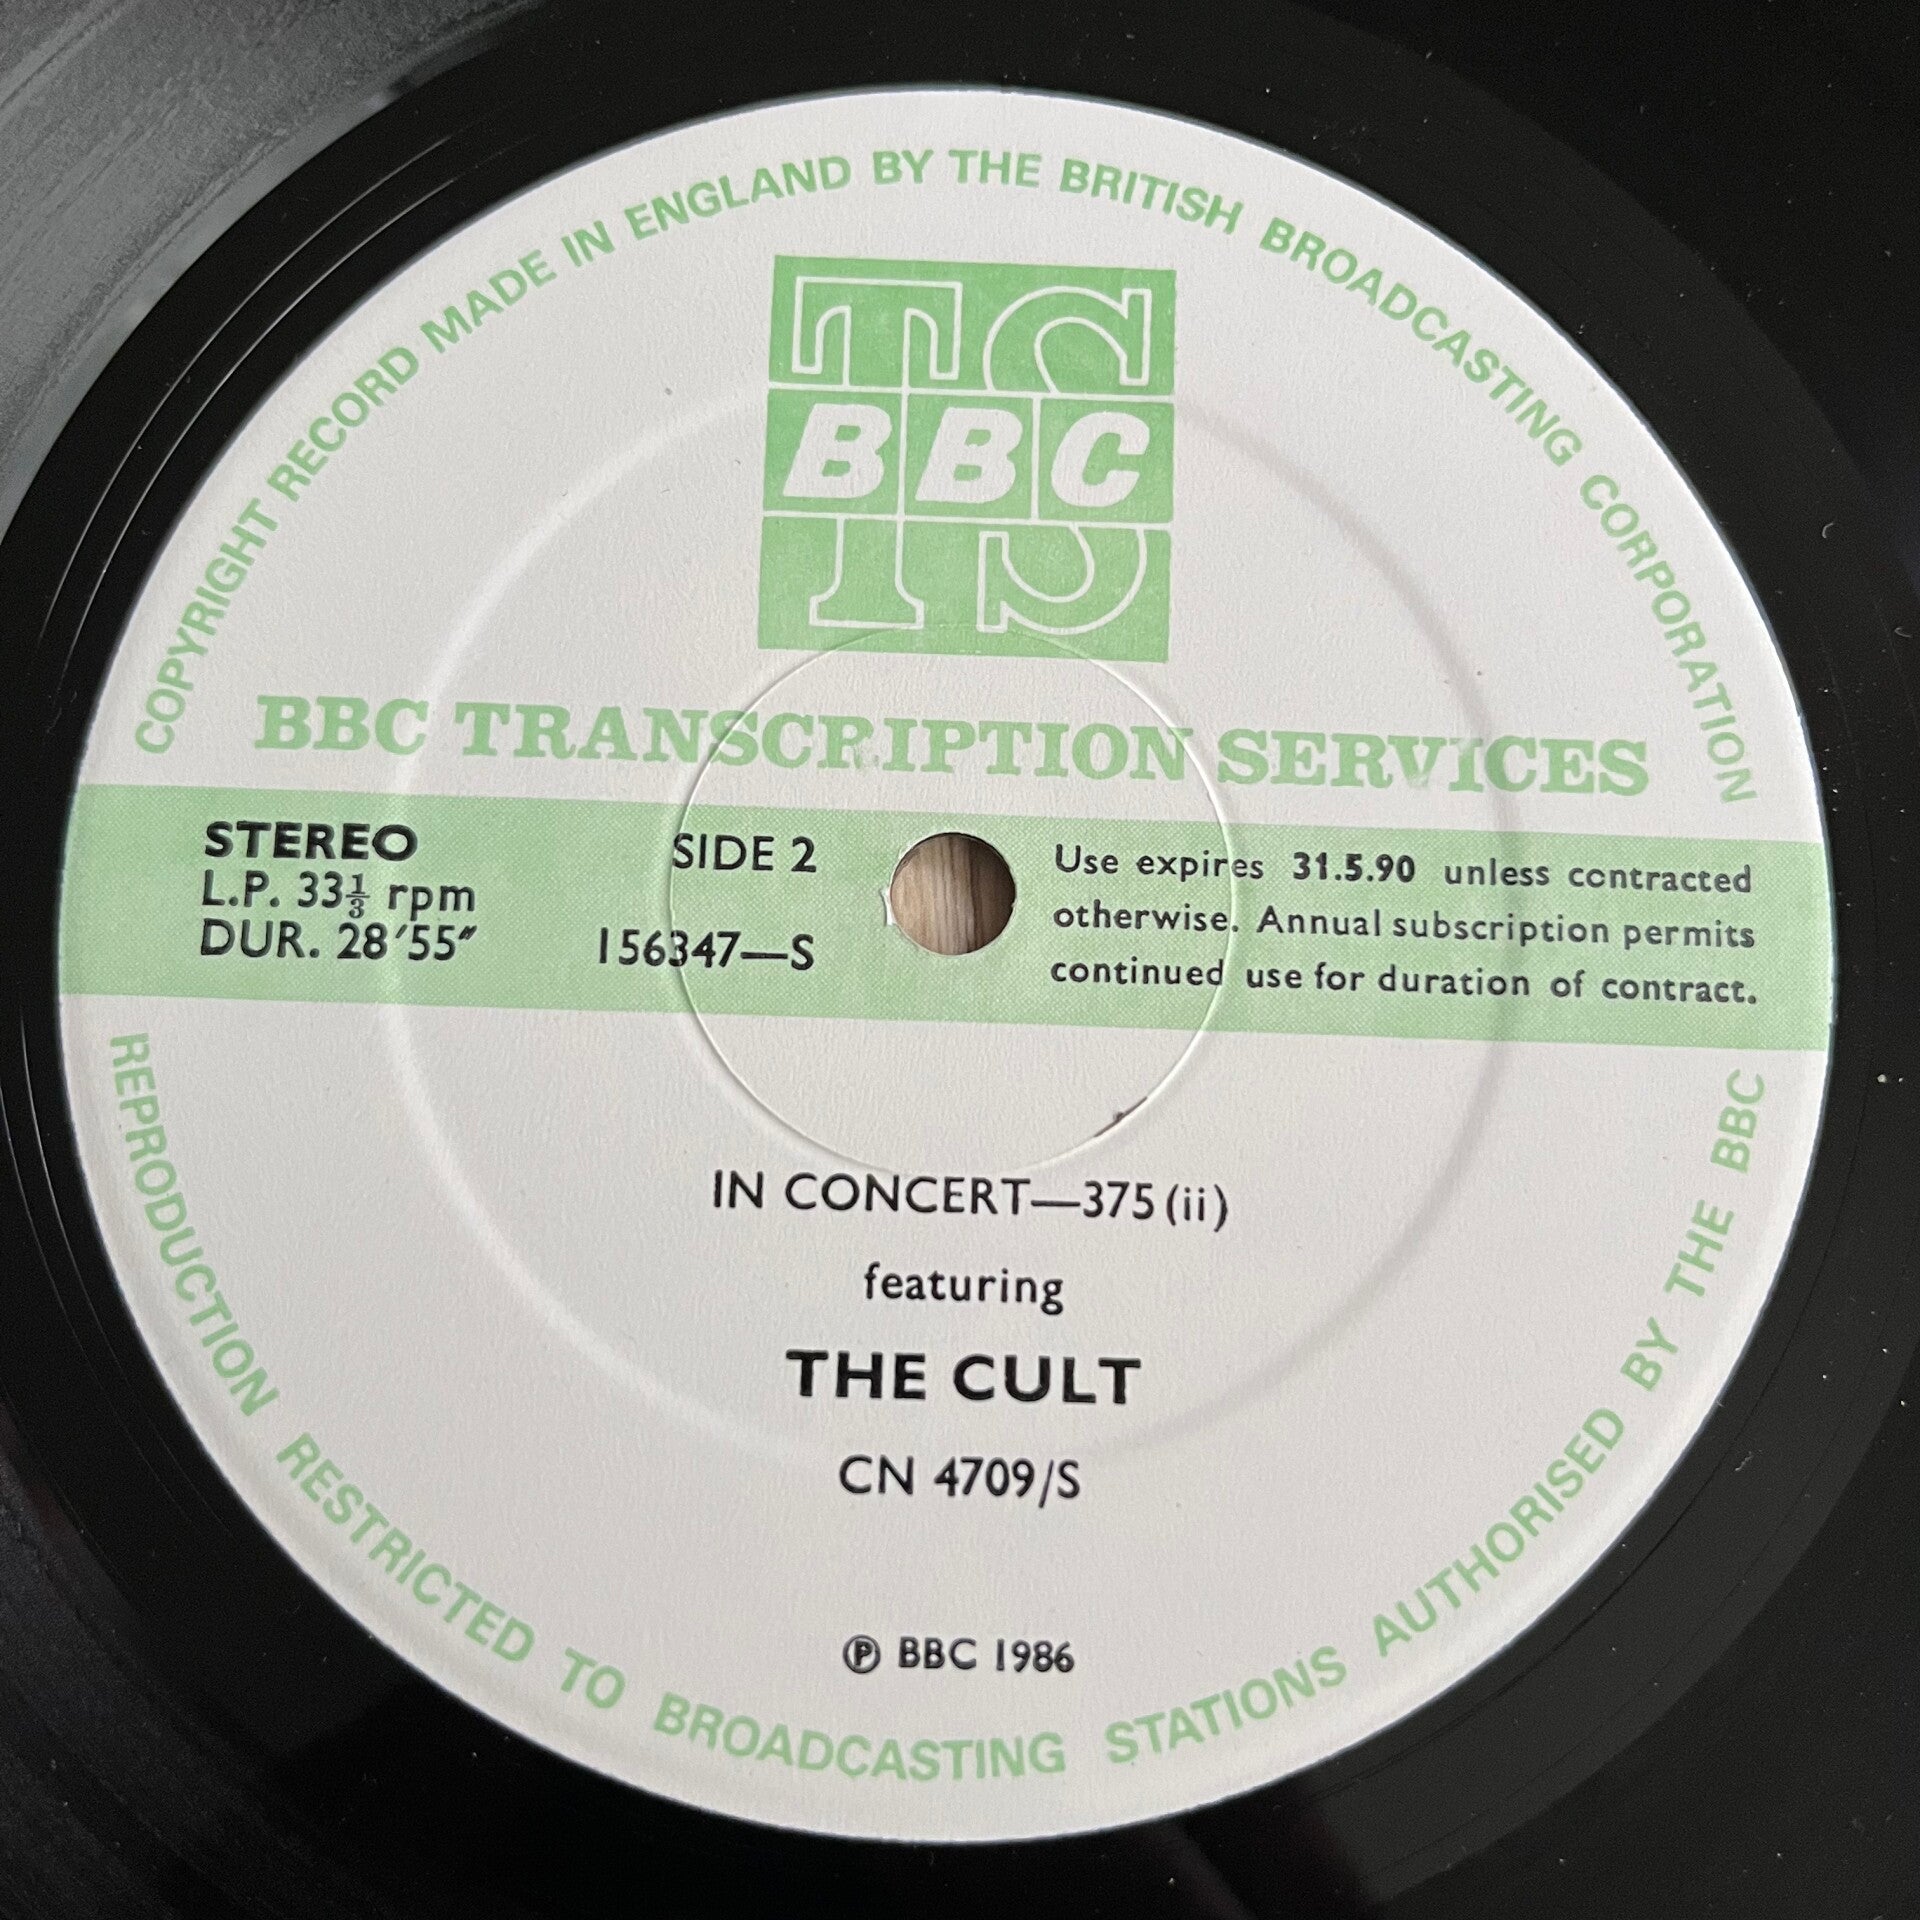 COPYRIGHT RECORD MADE IN ENGLAND BY THE BRITISH BROADCASTING CORPORATION
TS
BBC
BBC TRANSCRIPTION SERVICES
STEREO
L.P. 33⅓ rpm
DUR. 28′55″
SIDE 2
156347—S
Use expires 31.5.90 unless contracted
otherwise. Annual subscription permits
continued use for duration of contract.
IN CONCERT—375 (ii)
featuring
THE CULT
CN 4709/S
℗ BBC 1986
REPRODUCTION RESTRICTED TO BROADCASTING STATIONS AUTHORISED BY THE BBC